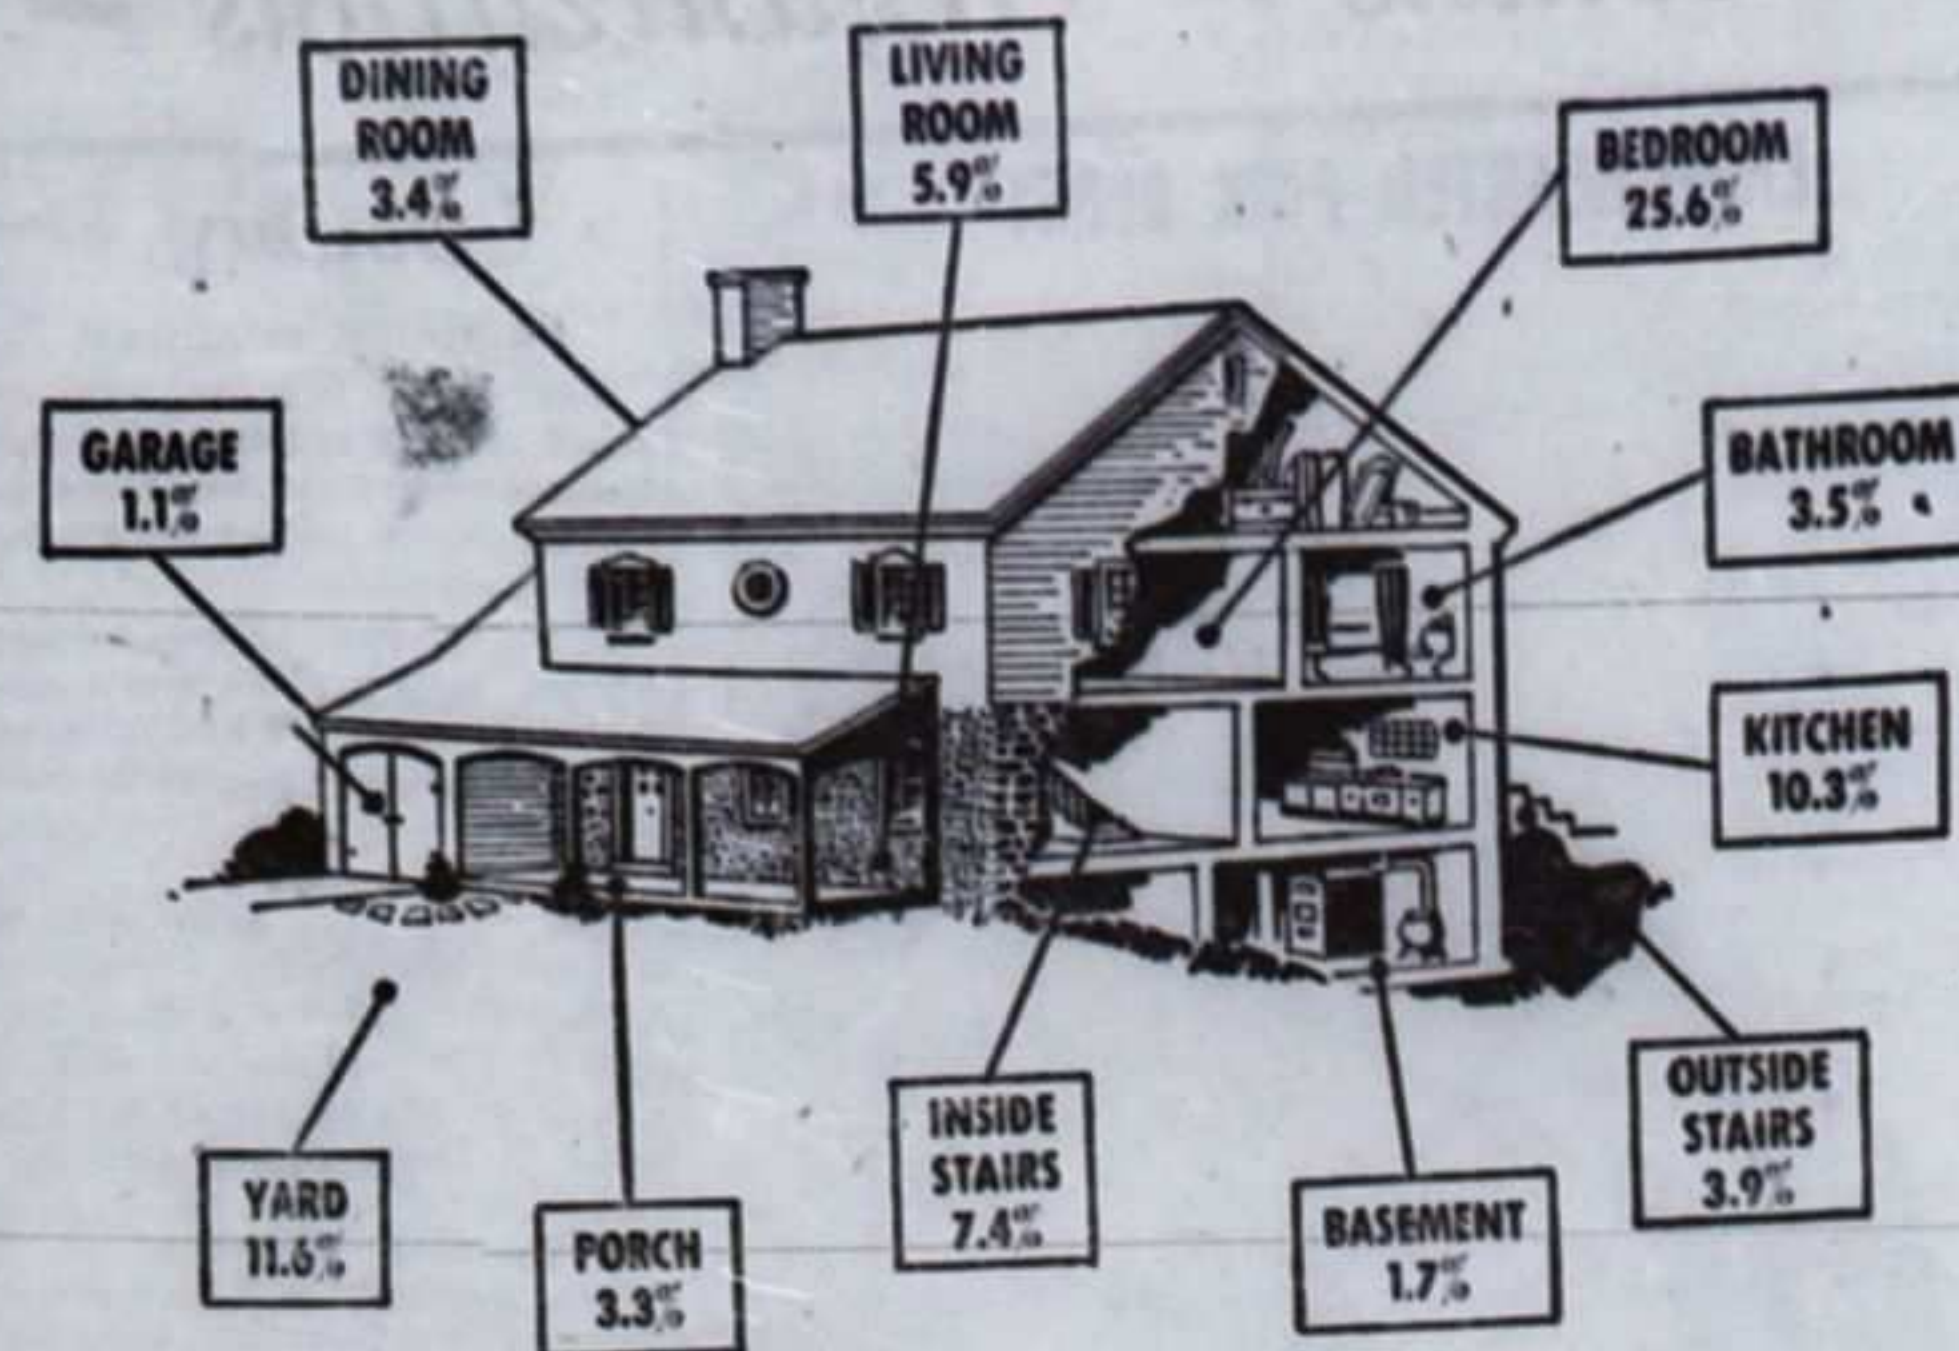 DINING
ROOM
3.4%
LIVING
ROOM
5.9%
BEDROOM
25.6%
GARAGE
1.1%
BATHROOM
3.5%
KITCHEN
10.3%
YARD
11.6%
PORCH
3.3%
INSIDE
STAIRS
7.4%
BASEMENT
1.7%
OUTSIDE
STAIRS
3.9%